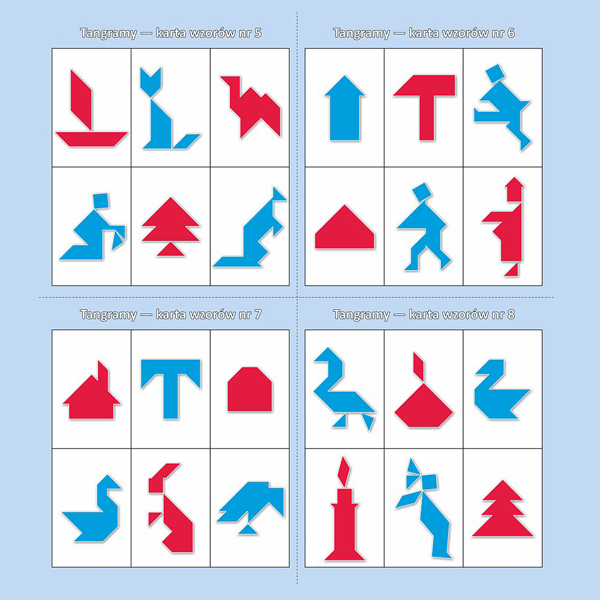 Tangramy — karta wzorów nr 5
Tangramy — karta wzorów nr 6
Tangramy — karta wzorów nr 7
Tangramy — karta wzorów nr 8